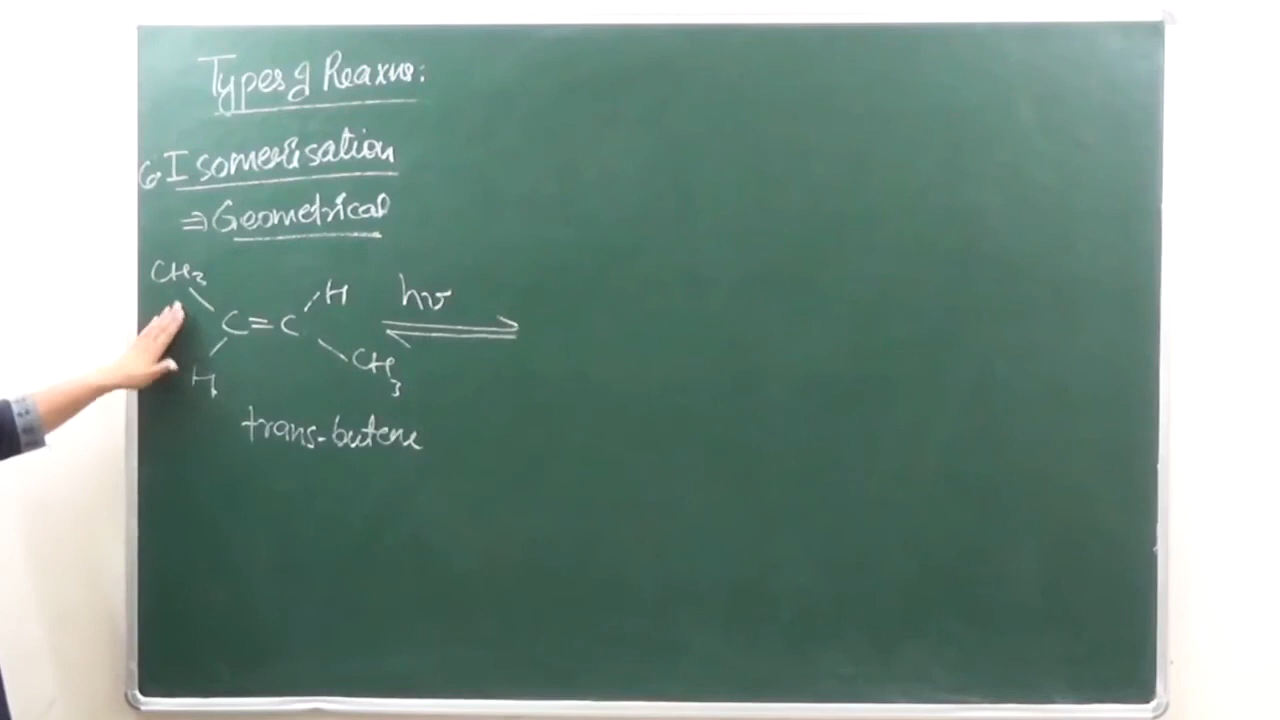 Types of Reaxns:
6. Isomerisation
⇒ Geometrical
CH3 H hν
C=C ⇌
H CH3
trans-butene